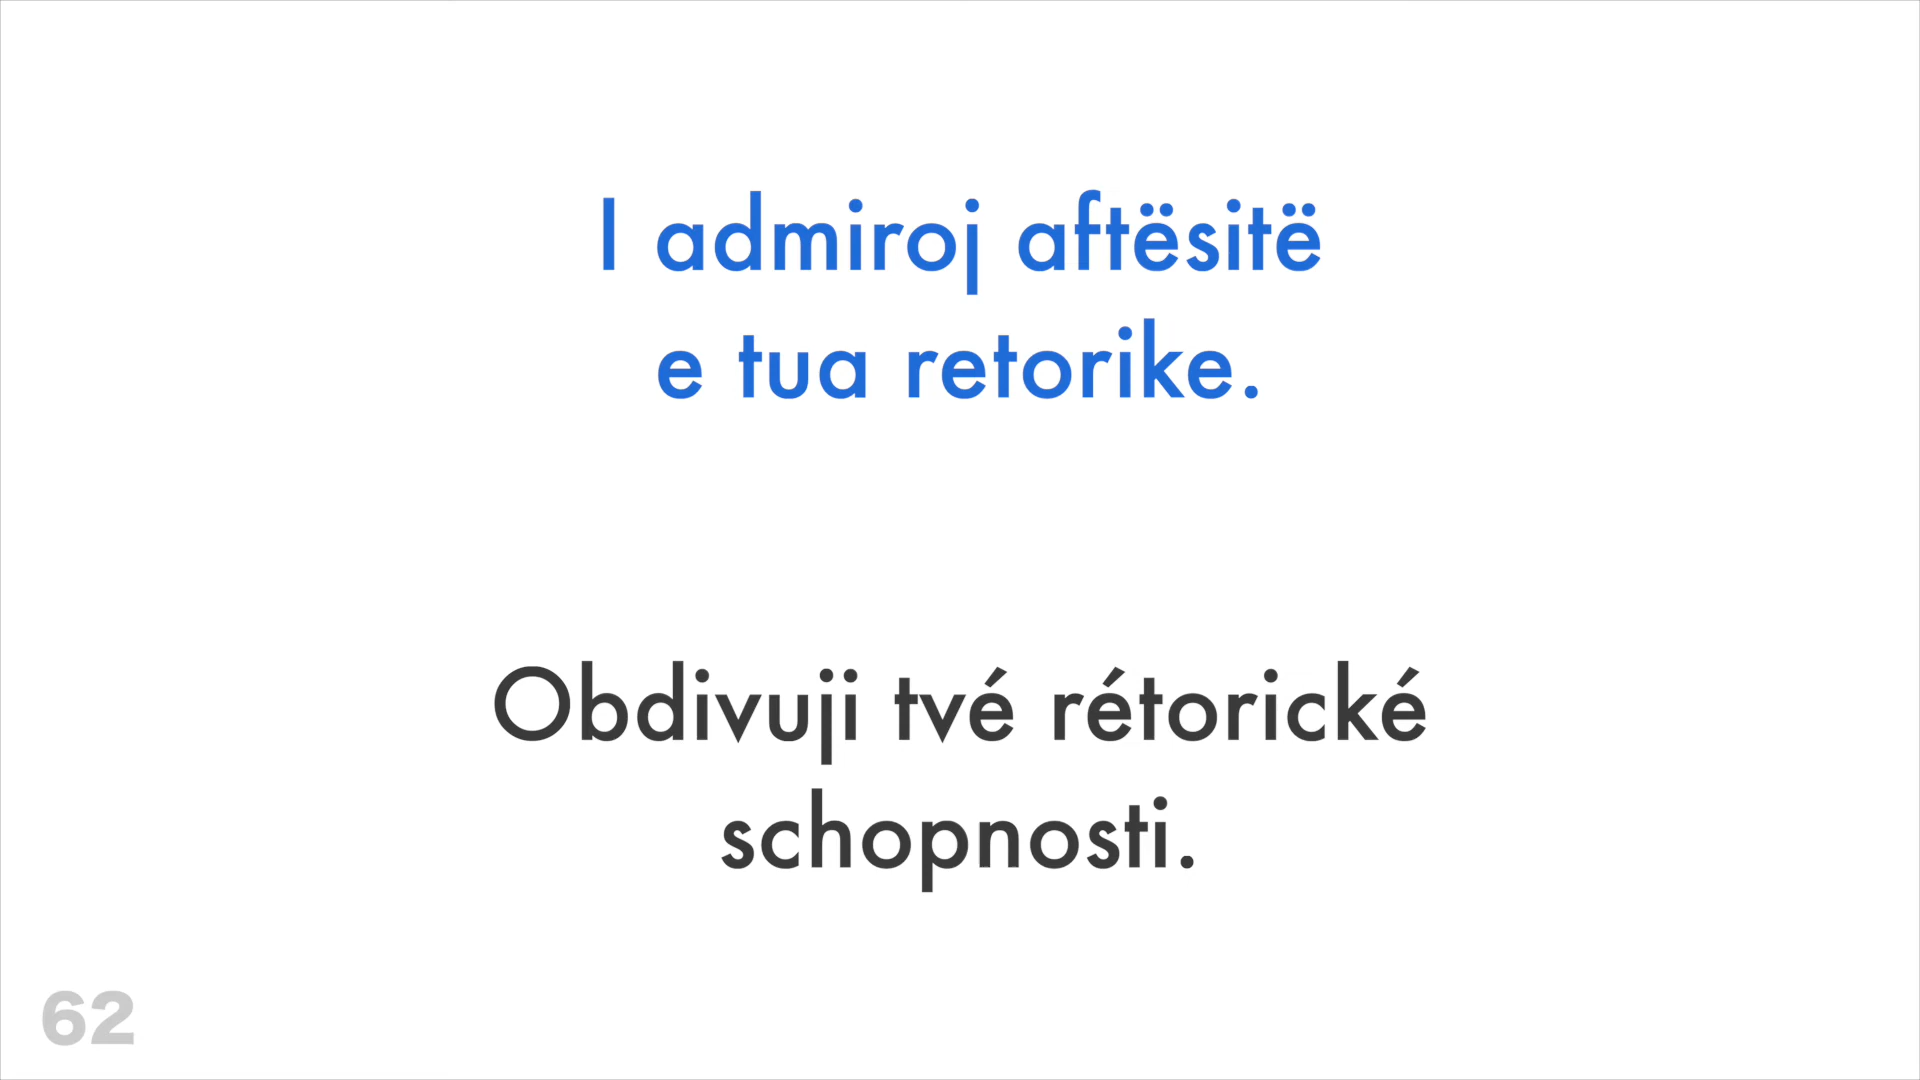 I admiroj aftësitë
e tua retorike.
Obdivuji tvé rétorické
schopnosti.
62